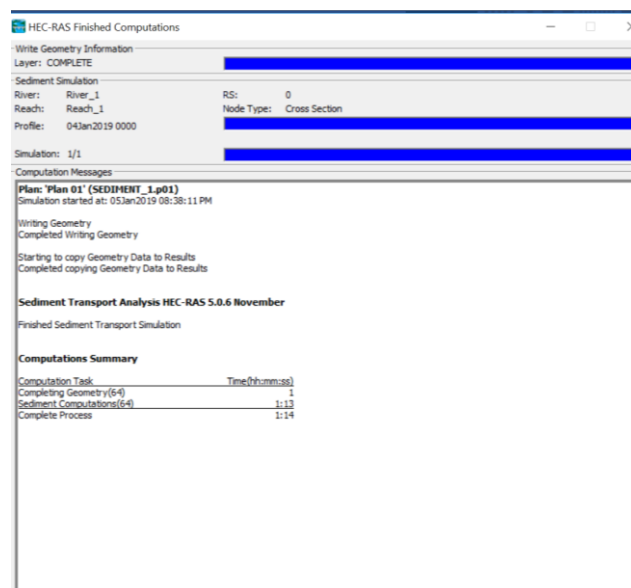 HEC-RAS Finished Computations
Write Geometry Information
Layer: COMPLETE
Sediment Simulation
River: River_1 RS: 0
Reach: Reach_1 Node Type: Cross Section
Profile: 04Jan2019 0000
Simulation: 1/1
Computation Messages
Plan: 'Plan 01' (SEDIMENT_1.p01)
Simulation started at: 05Jan2019 08:38:11 PM
Writing Geometry
Completed Writing Geometry
Starting to copy Geometry Data to Results
Completed copying Geometry Data to Results
Sediment Transport Analysis HEC-RAS 5.0.6 November
Finished Sediment Transport Simulation
Computations Summary
Computation Task Time(hh:mm:ss)
Completing Geometry(64) 1
Sediment Computations(64) 1:13
Complete Process 1:14